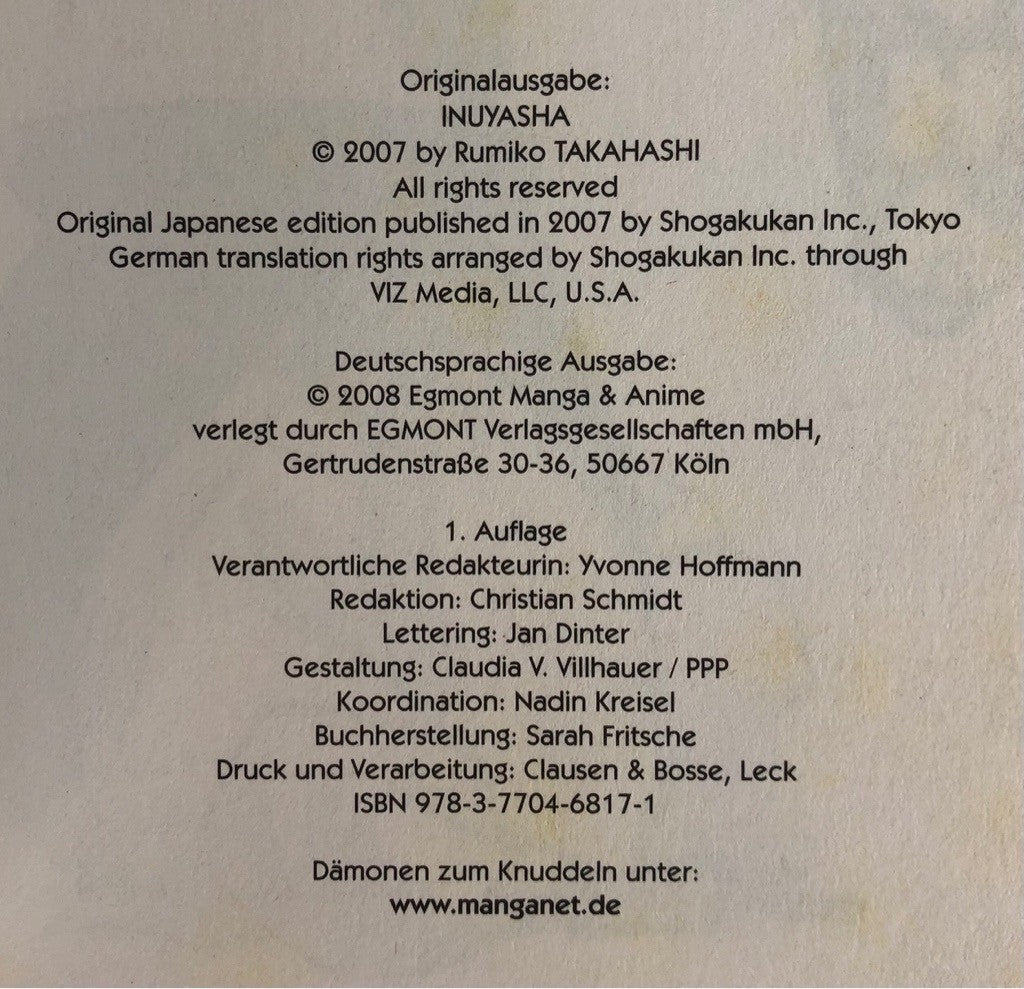 Originalausgabe:
INUYASHA
© 2007 by Rumiko TAKAHASHI
All rights reserved
Original Japanese edition published in 2007 by Shogakukan Inc., Tokyo
German translation rights arranged by Shogakukan Inc. through
VIZ Media, LLC, U.S.A.
Deutschsprachige Ausgabe:
© 2008 Egmont Manga & Anime
verlegt durch EGMONT Verlagsgesellschaften mbH,
Gertrudenstraße 30-36, 50667 Köln
1. Auflage
Verantwortliche Redakteurin: Yvonne Hoffmann
Redaktion: Christian Schmidt
Lettering: Jan Dinter
Gestaltung: Claudia V. Villhauer / PPP
Koordination: Nadin Kreisel
Buchherstellung: Sarah Fritsche
Druck und Verarbeitung: Clausen & Bosse, Leck
ISBN 978-3-7704-6817-1
Dämonen zum Knuddeln unter:
www.manganet.de